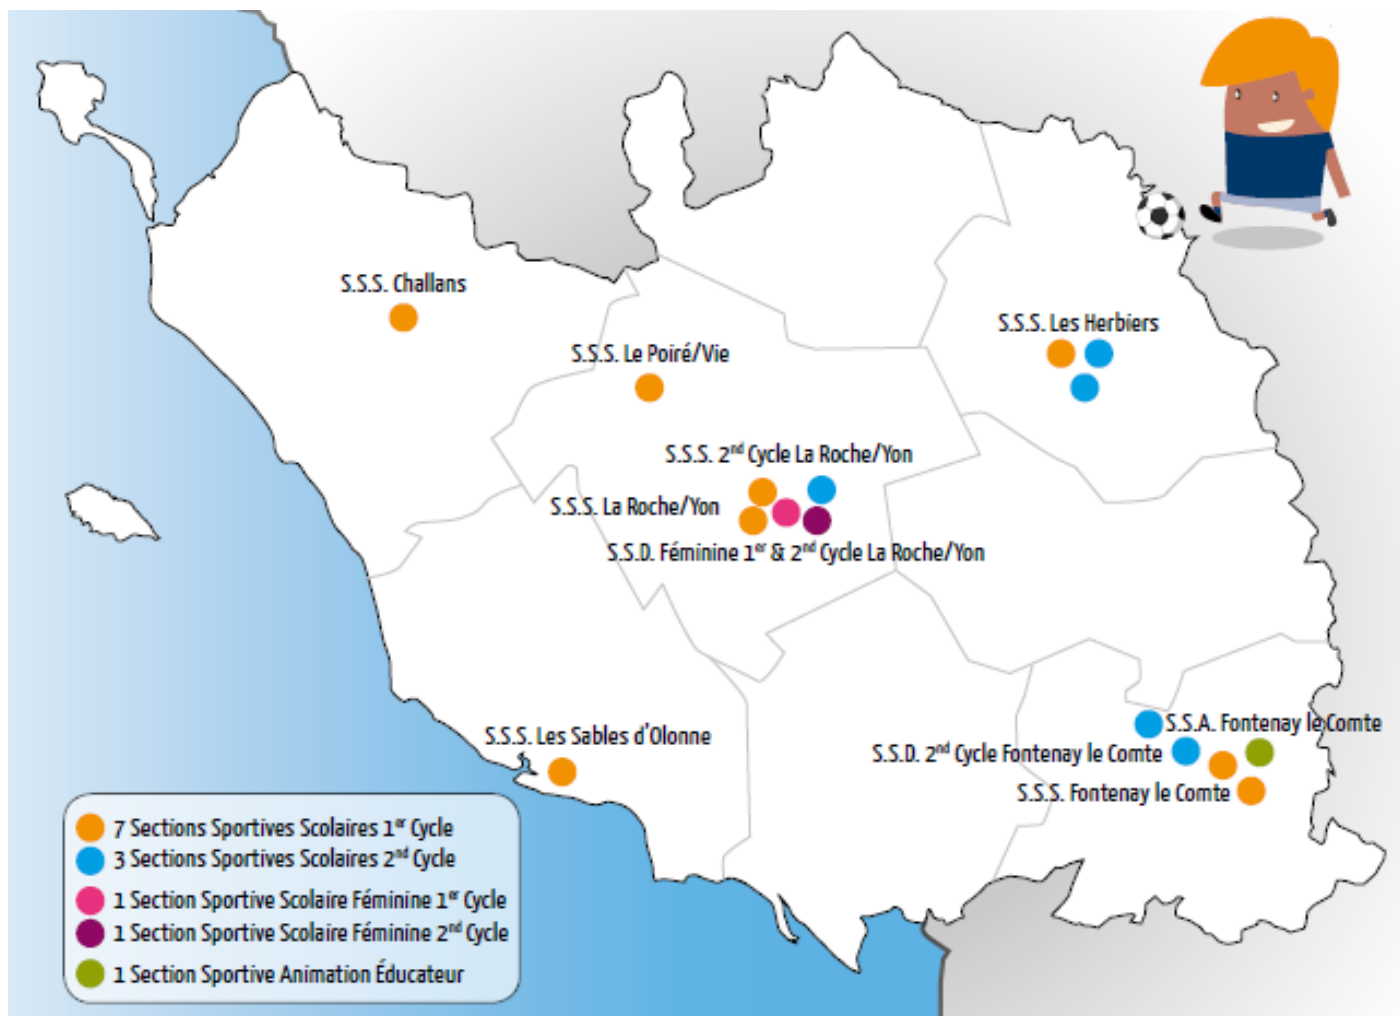 S.S.S. Challans
S.S.S. Les Herbiers
S.S.S. Le Poiré/Vie
S.S.S. 2nd Cycle La Roche/Yon
S.S.S. La Roche/Yon
S.S.D. Féminine 1er & 2nd Cycle La Roche/Yon
S.S.S. Les Sables d'Olonne
S.S.A. Fontenay le Comte
S.S.D. 2nd Cycle Fontenay le Comte
S.S.S. Fontenay le Comte
7 Sections Sportives Scolaires 1er Cycle
3 Sections Sportives Scolaires 2nd Cycle
1 Section Sportive Scolaire Féminine 1er Cycle
1 Section Sportive Scolaire Féminine 2nd Cycle
1 Section Sportive Animation Éducateur